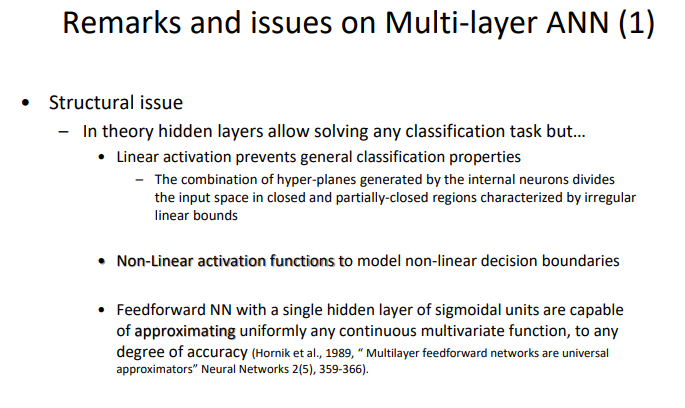 Remarks and issues on Multi-layer ANN (1)
• Structural issue
– In theory hidden layers allow solving any classification task but…
• Linear activation prevents general classification properties
– The combination of hyper-planes generated by the internal neurons divides
the input space in closed and partially-closed regions characterized by irregular
linear bounds
• Non-Linear activation functions to model non-linear decision boundaries
• Feedforward NN with a single hidden layer of sigmoidal units are capable
of approximating uniformly any continuous multivariate function, to any
degree of accuracy (Hornik et al., 1989, “ Multilayer feedforward networks are universal
approximators” Neural Networks 2(5), 359-366).